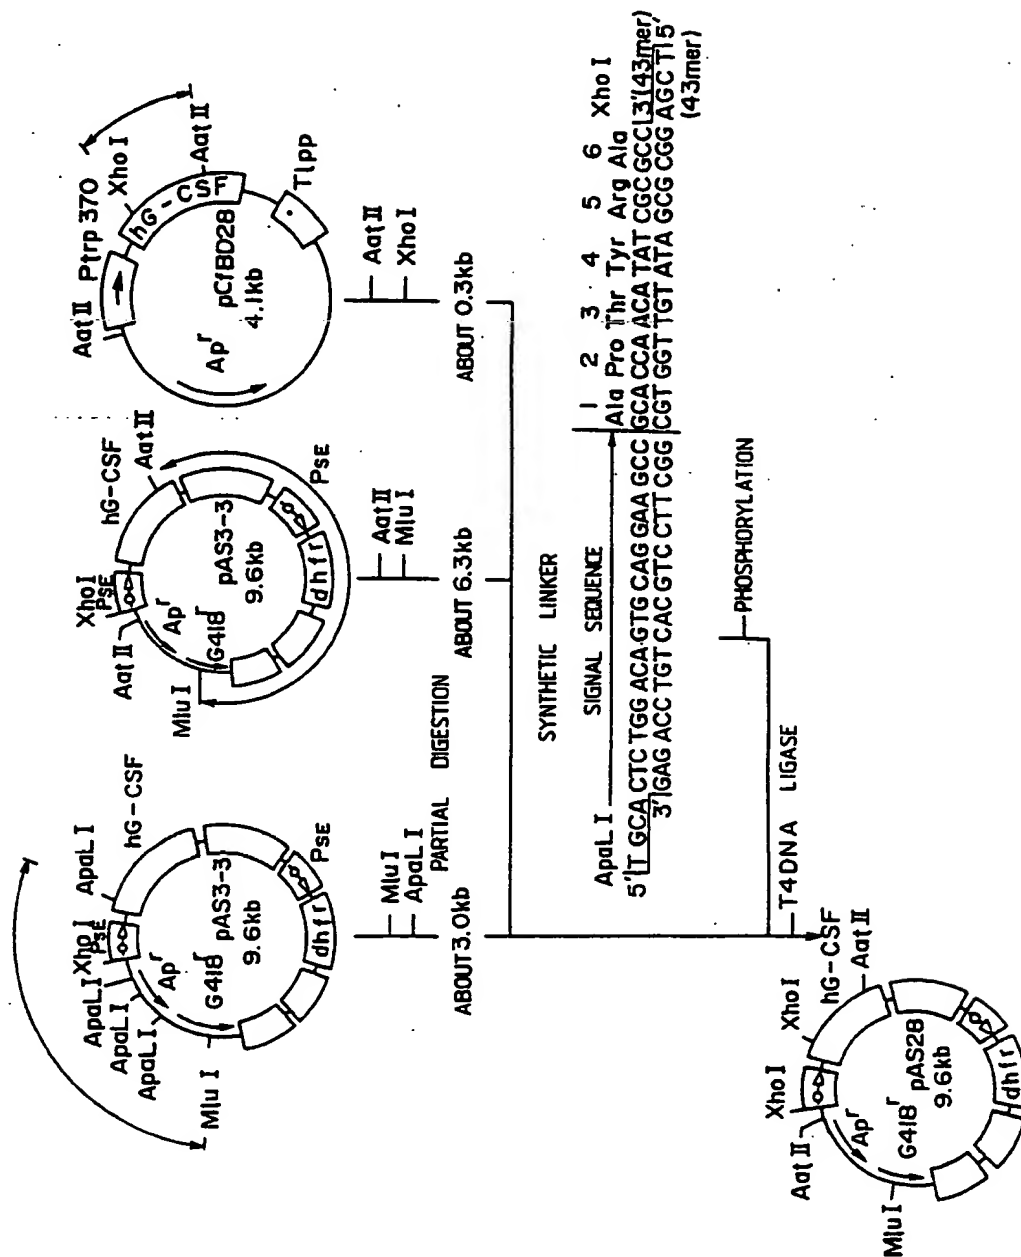 ApaL I
ApaL I
ApaL I
Xho I
PSE
ApaL I
hG-CSF
Mlu I
Ap^r
G418^r
pAS3-3
9.6kb
dhfr
PSE
Mlu I
ApaL I
PARTIAL DIGESTION
ABOUT 3.0kb
Mlu I
Aat II
Xho I
PSE
hG-CSF
Aat II
Ap^r
G418^r
pAS3-3
9.6kb
dhfr
PSE
Aat II
Mlu I
ABOUT 6.3kb
Aat II
Ptrp 370
Xho I
hG-CSF
Aat II
Ap^r
pCfBD28
4.1kb
Tlpp
Aat II
Xho I
ABOUT 0.3kb
SYNTHETIC LINKER
SIGNAL SEQUENCE
1 2 3 4 5 6
ApaL I Ala Pro Thr Tyr Arg Ala Xho I
5' T GCA CTC TGG ACA GTG CAG GAA GCC GCA CCA ACA TAT CGC GCC 3'(43mer)
3' GAG ACC TGT CAC GTC CTT CGG CGT GGT TGT ATA GCG CGG AGCT 5'
(43mer)
PHOSPHORYLATION
T4 DNA LIGASE
Mlu I
Aat II
Xho I
Xho I
hG-CSF
Aat II
Ap^r
G418^r
pAS28
9.6kb
dhfr